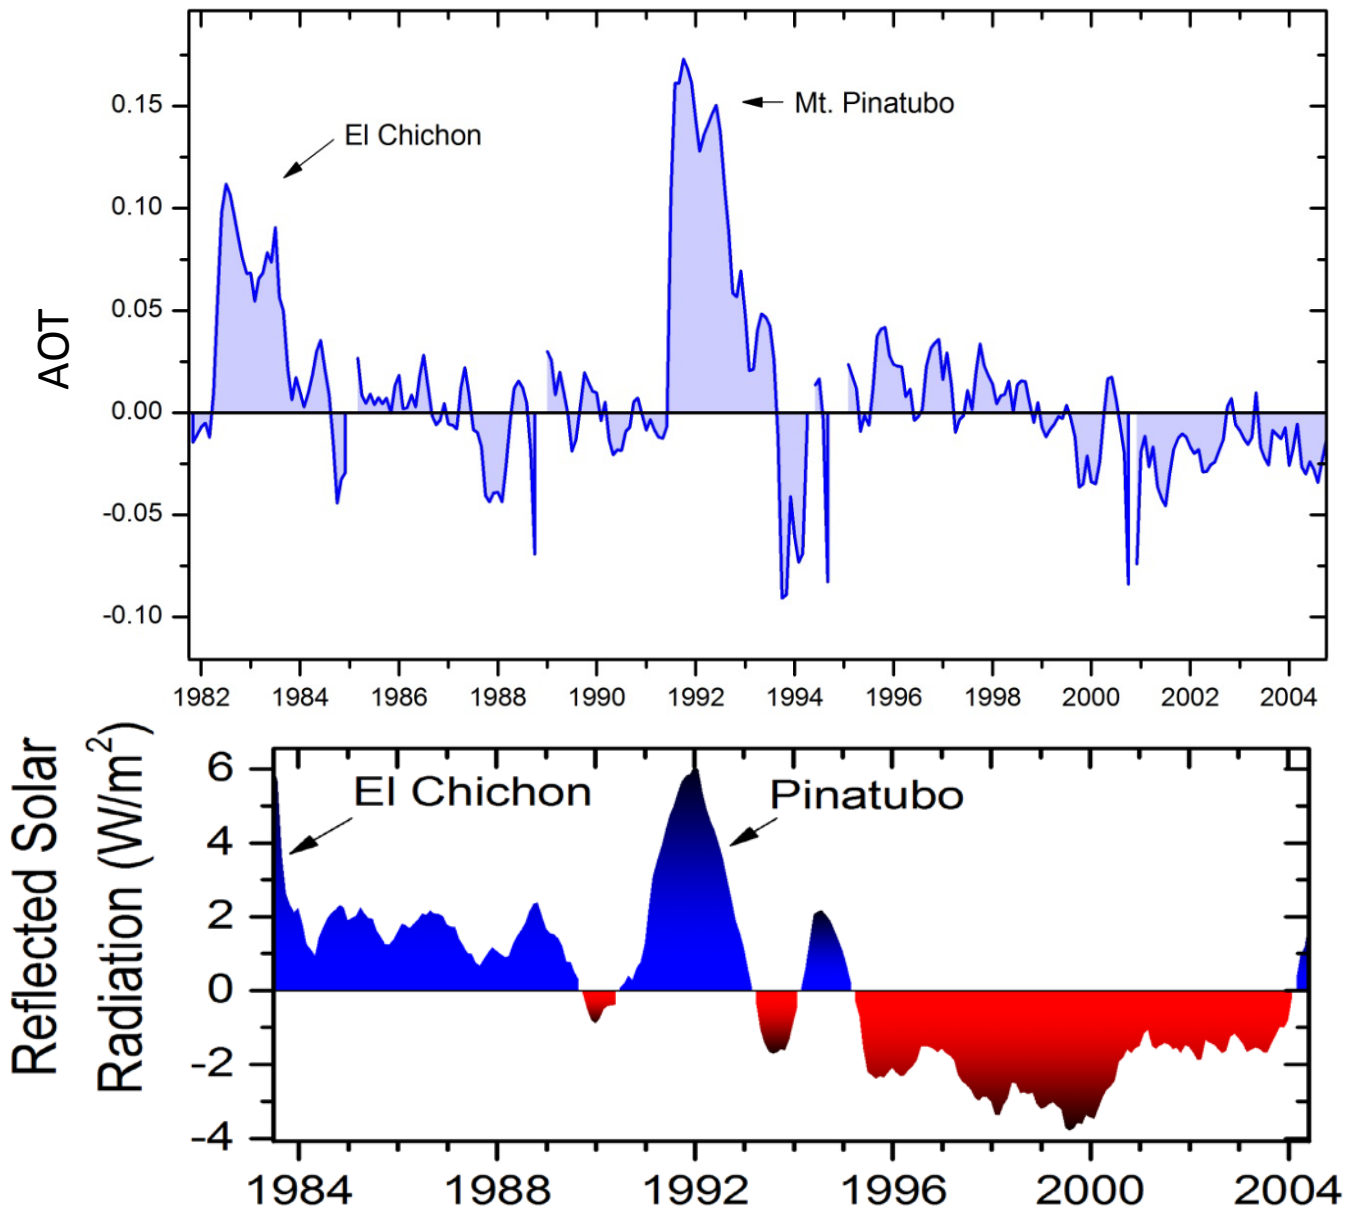 AOT
0.15
0.10
0.05
0.00
-0.05
-0.10
El Chichon
Mt. Pinatubo
1982 1984 1986 1988 1990 1992 1994 1996 1998 2000 2002 2004
Reflected Solar
Radiation (W/m²)
6
4
2
0
-2
-4
El Chichon
Pinatubo
1984 1988 1992 1996 2000 2004